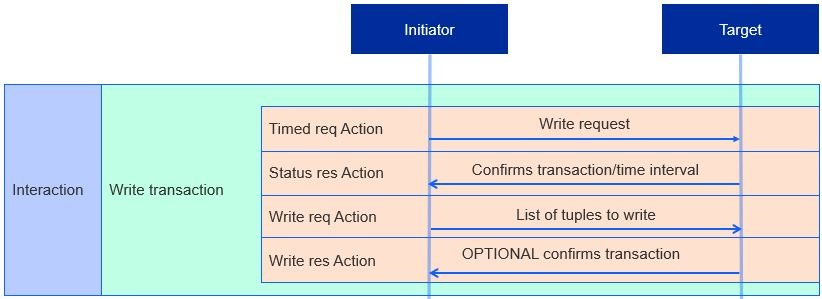 Initiator
Target
Timed req Action
Write request
Status res Action
Confirms transaction/time interval
Interaction
Write transaction
Write req Action
List of tuples to write
Write res Action
OPTIONAL confirms transaction